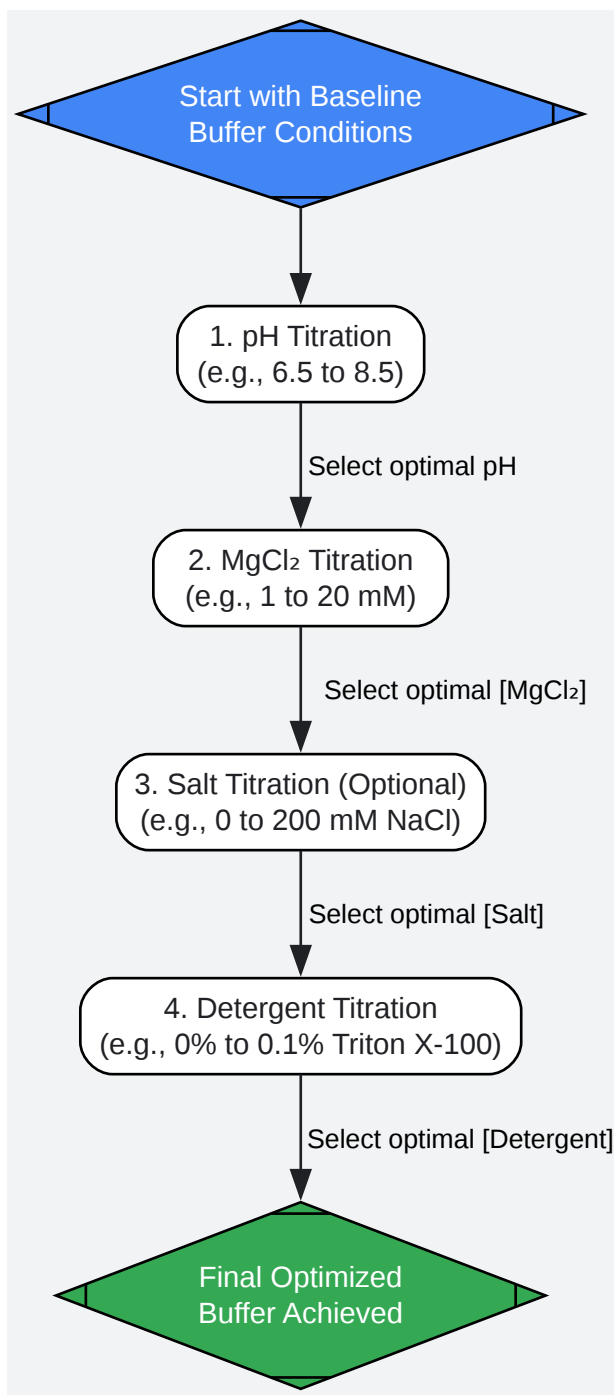 Start with Baseline
Buffer Conditions
1. pH Titration
(e.g., 6.5 to 8.5)
Select optimal pH
2. MgCl₂ Titration
(e.g., 1 to 20 mM)
Select optimal [MgCl₂]
3. Salt Titration (Optional)
(e.g., 0 to 200 mM NaCl)
Select optimal [Salt]
4. Detergent Titration
(e.g., 0% to 0.1% Triton X-100)
Select optimal [Detergent]
Final Optimized
Buffer Achieved